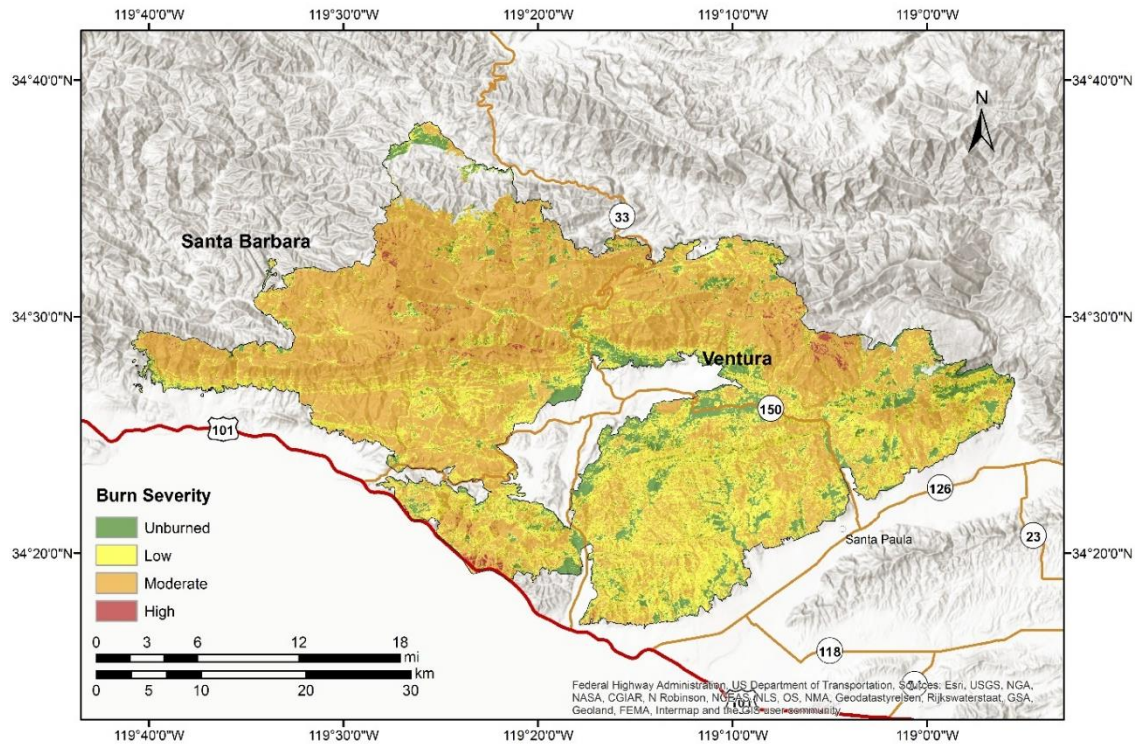 119°40'0"W 119°30'0"W 119°20'0"W 119°10'0"W 119°0'0"W
34°40'0"N 34°40'0"N
N
33
Santa Barbara
34°30'0"N 34°30'0"N
Ventura
150
101
126
Burn Severity
Unburned
Low
Moderate
High
23
Santa Paula
34°20'0"N 34°20'0"N
0 3 6 12 18
mi
km
0 5 10 20 30
118
101
Federal Highway Administration, US Department of Transportation, Sources: Esri, USGS, NGA,
NASA, CGIAR, N Robinson, NCEAS, NLS, OS, NMA, Geodatastyrelsen, Rijkswaterstaat, GSA,
Geoland, FEMA, Intermap and the GIS user community
119°40'0"W 119°30'0"W 119°20'0"W 119°10'0"W 119°0'0"W